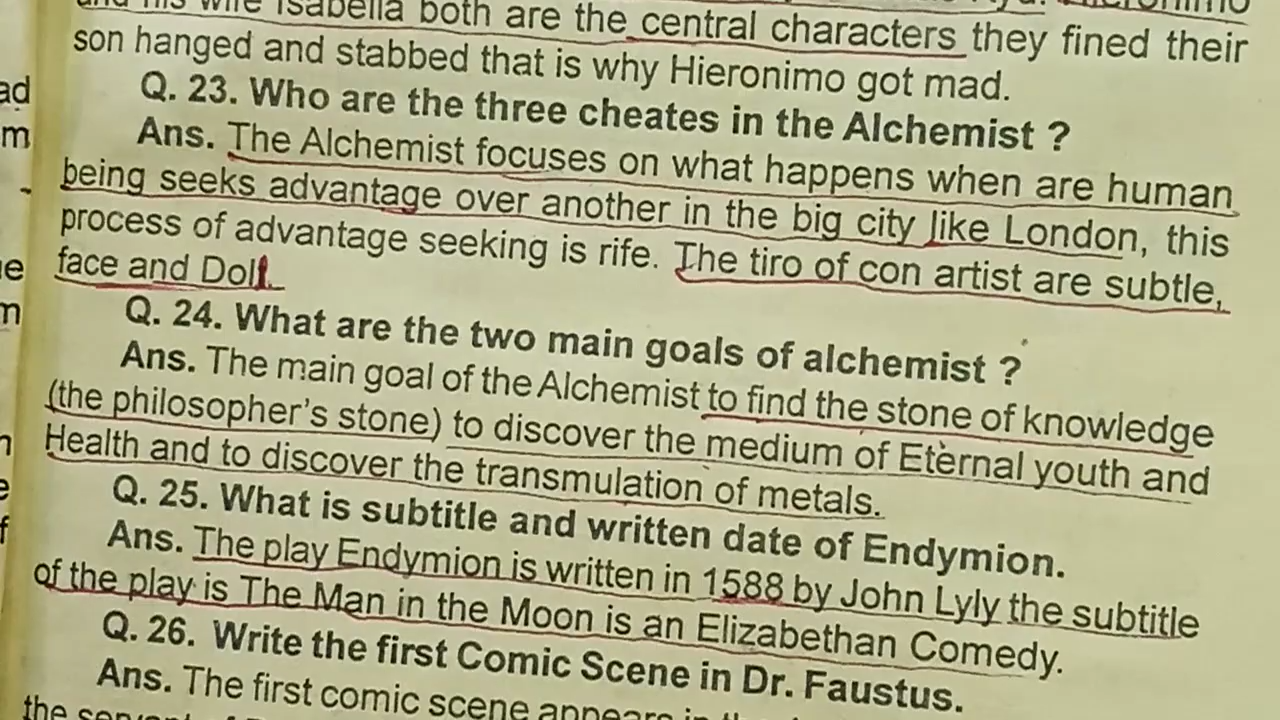 and his wife Isabella both are the central characters they fined their
son hanged and stabbed that is why Hieronimo got mad.
Q. 23. Who are the three cheates in the Alchemist ?
Ans. The Alchemist focuses on what happens when are human
being seeks advantage over another in the big city like London, this
process of advantage seeking is rife. The tiro of con artist are subtle,
face and Doll
Q. 24. What are the two main goals of alchemist ?
Ans. The main goal of the Alchemist to find the stone of knowledge
(the philosopher's stone) to discover the medium of Eternal youth and
Health and to discover the transmulation of metals.
Q. 25. What is subtitle and written date of Endymion.
Ans. The play Endymion is written in 1588 by John Lyly the subtitle
of the play is The Man in the Moon is an Elizabethan Comedy.
Q. 26. Write the first Comic Scene in Dr. Faustus.
Ans. The first comic scene appears in
the